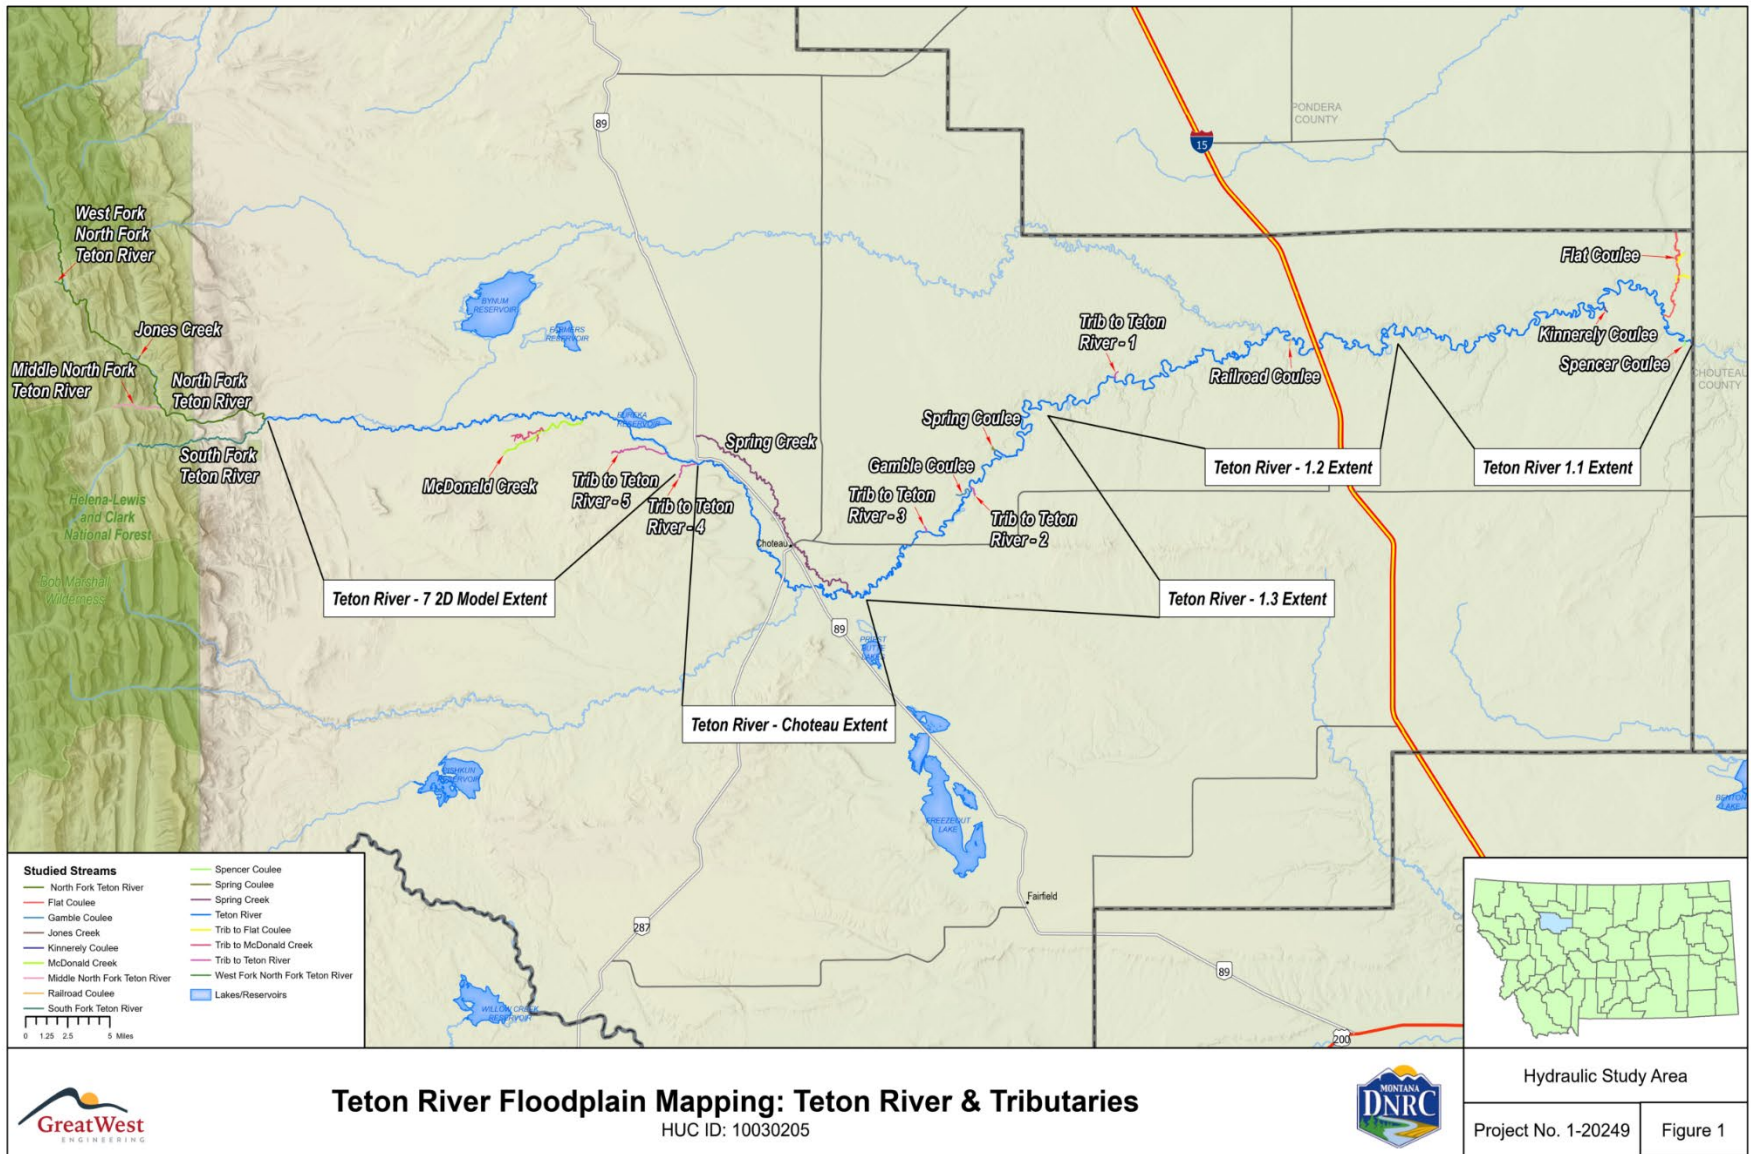 89
PONDERA
COUNTY
15
West Fork
North Fork
Teton River
Flat Coulee
BYNUM
RESERVOIR
RESERVOIR
Jones Creek
Trib to Teton
River - 1
Kinnerely Coulee
Spencer Coulee
Middle North Fork
Teton River
North Fork
Teton River
Railroad Coulee
CHOUTEAU
COUNTY
EUREKA
RESERVOIR
Spring Coulee
Spring Creek
South Fork
Teton River
McDonald Creek
Gamble Coulee
Teton River - 1.2 Extent
Teton River 1.1 Extent
Trib to Teton
River - 5
Trib to Teton
River - 4
Trib to Teton
River - 3
Trib to Teton
River - 2
Helena-Lewis
and Clark
National Forest
Choteau
Bob Marshall
Wilderness
Teton River - 7 2D Model Extent
Teton River - 1.3 Extent
89
PRIEST
BUTTE
LAKES
Teton River - Choteau Extent
PISHKUN
RESERVOIR
BENTON
LAKE
FREEZEOUT
LAKE
Fairfield
287
89
WILLOW CREEK
RESERVOIR
200
Studied Streams
North Fork Teton River
Flat Coulee
Gamble Coulee
Jones Creek
Kinnerely Coulee
McDonald Creek
Middle North Fork Teton River
Railroad Coulee
South Fork Teton River
Spencer Coulee
Spring Coulee
Spring Creek
Teton River
Trib to Flat Coulee
Trib to McDonald Creek
Trib to Teton River
West Fork North Fork Teton River
Lakes/Reservoirs
0 1.25 2.5 5 Miles
GreatWest
ENGINEERING
Teton River Floodplain Mapping: Teton River & Tributaries
HUC ID: 10030205
MONTANA
DNRC
Hydraulic Study Area
Project No. 1-20249
Figure 1